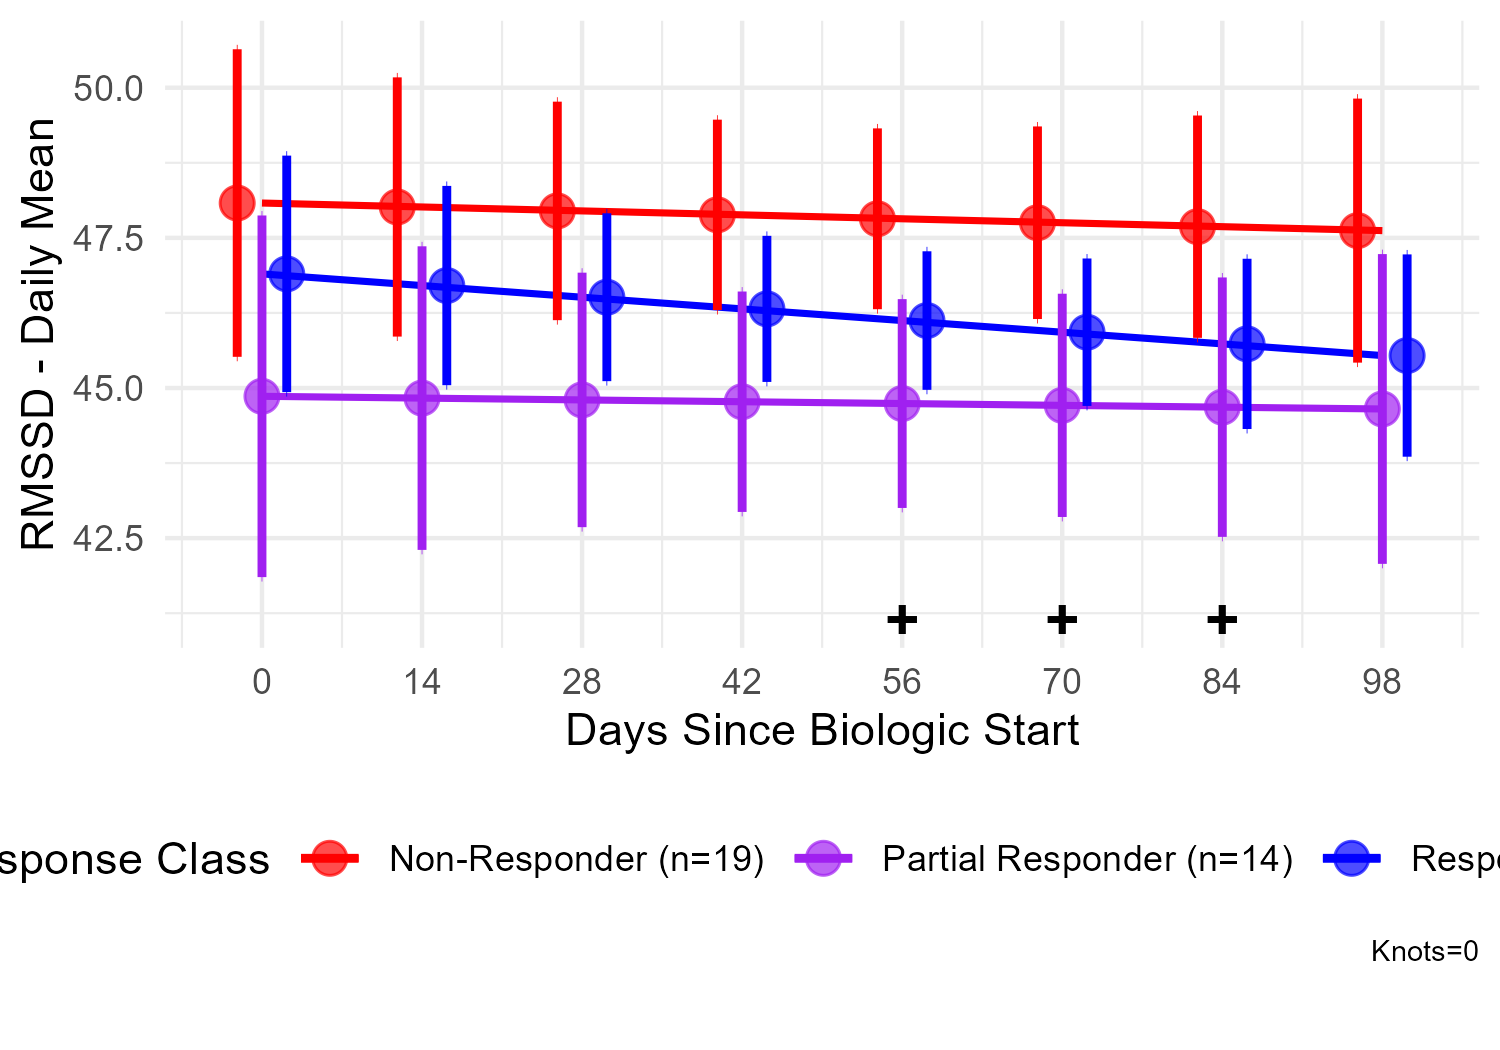 RMSSD - Daily Mean
50.0
47.5
45.0
42.5
0 14 28 42 56 70 84 98
Days Since Biologic Start
sponse Class Non-Responder (n=19) Partial Responder (n=14) Respo
Knots=0